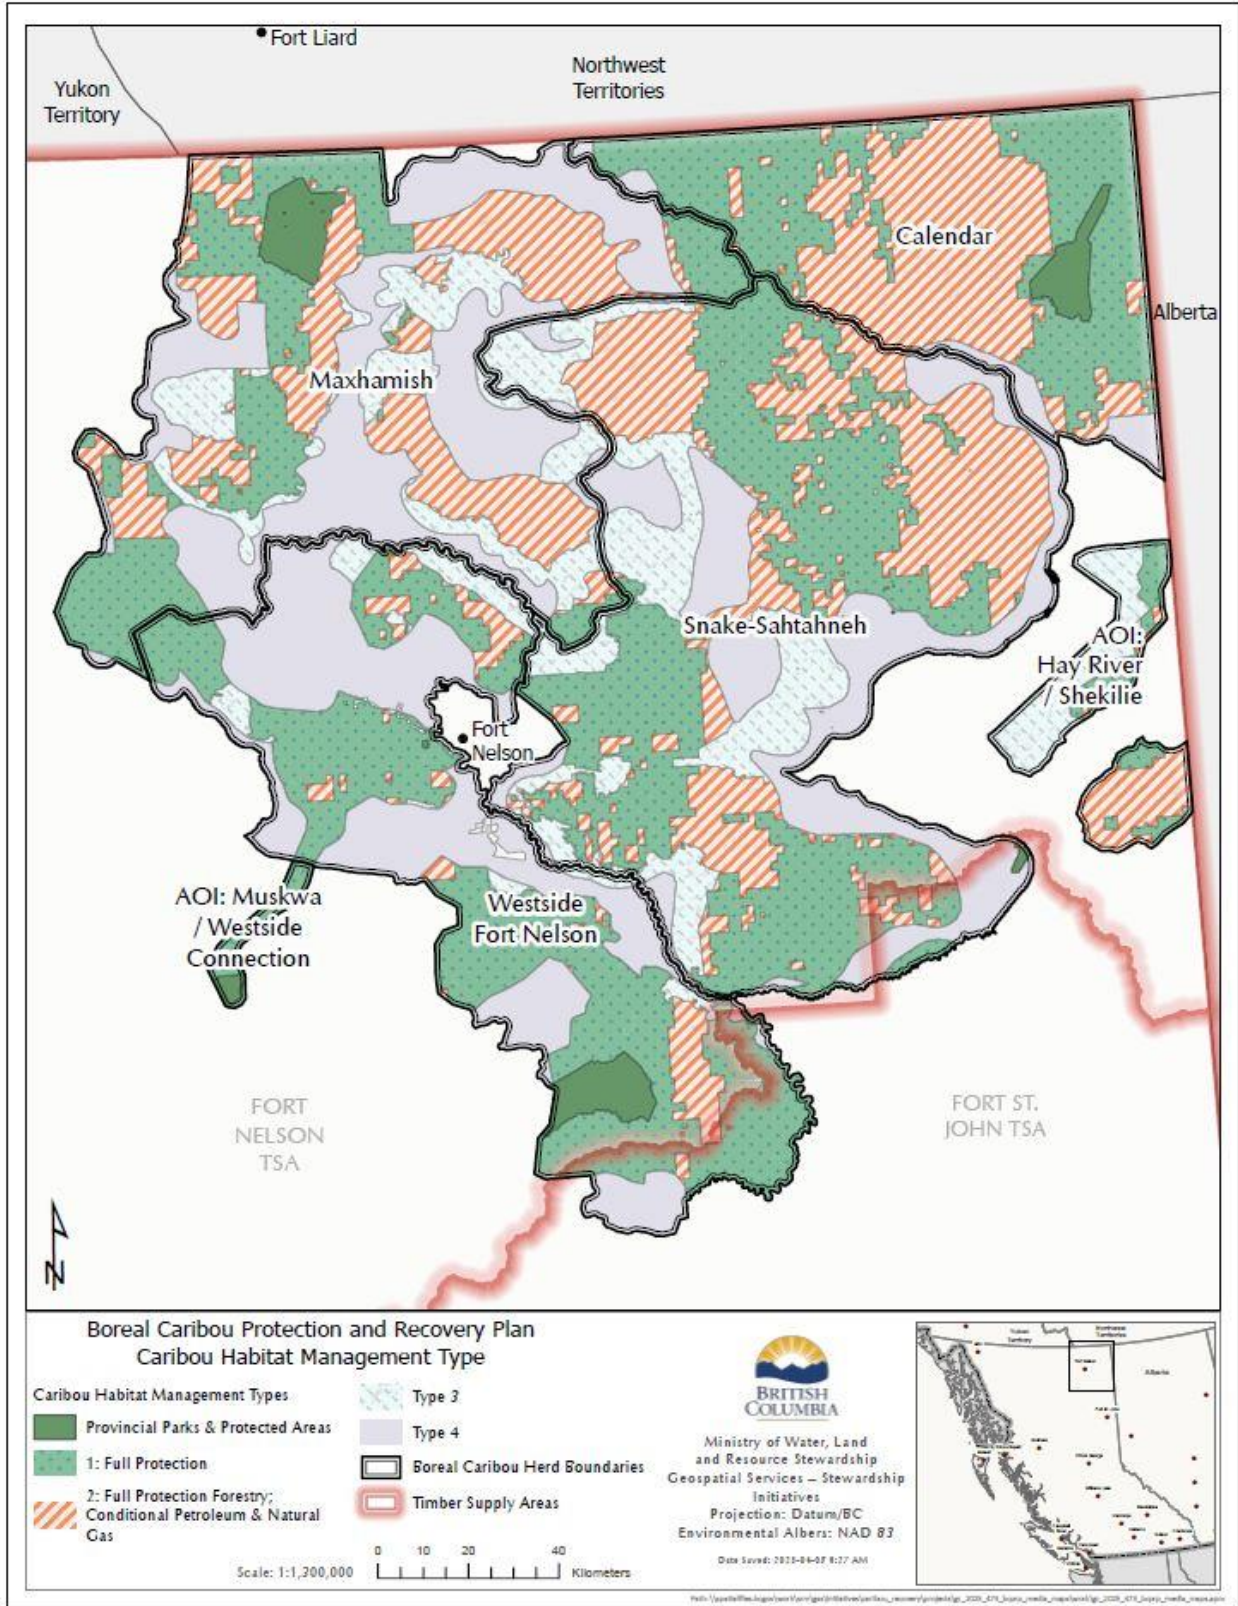 Fort Liard
Yukon
Territory
Northwest
Territories
Calendar
Alberta
Maxhamish
Snake-Sahtahneh
AOI:
Hay River
/ Shekilie
Fort
Nelson
AOI: Muskwa
/ Westside
Connection
Westside
Fort Nelson
FORT
NELSON
TSA
FORT ST.
JOHN TSA
N
Boreal Caribou Protection and Recovery Plan
Caribou Habitat Management Type
Caribou Habitat Management Types
Provincial Parks & Protected Areas
1: Full Protection
2: Full Protection Forestry;
Conditional Petroleum & Natural
Gas
Type 3
Type 4
Boreal Caribou Herd Boundaries
Timber Supply Areas
Scale: 1:1,300,000
0 10 20 40
Kilometers
BRITISH
COLUMBIA
Ministry of Water, Land
and Resource Stewardship
Geospatial Services – Stewardship
Initiatives
Projection: Datum/BC
Environmental Albers: NAD 83
Yukon
Territory
Northwest
Territories
Alberta